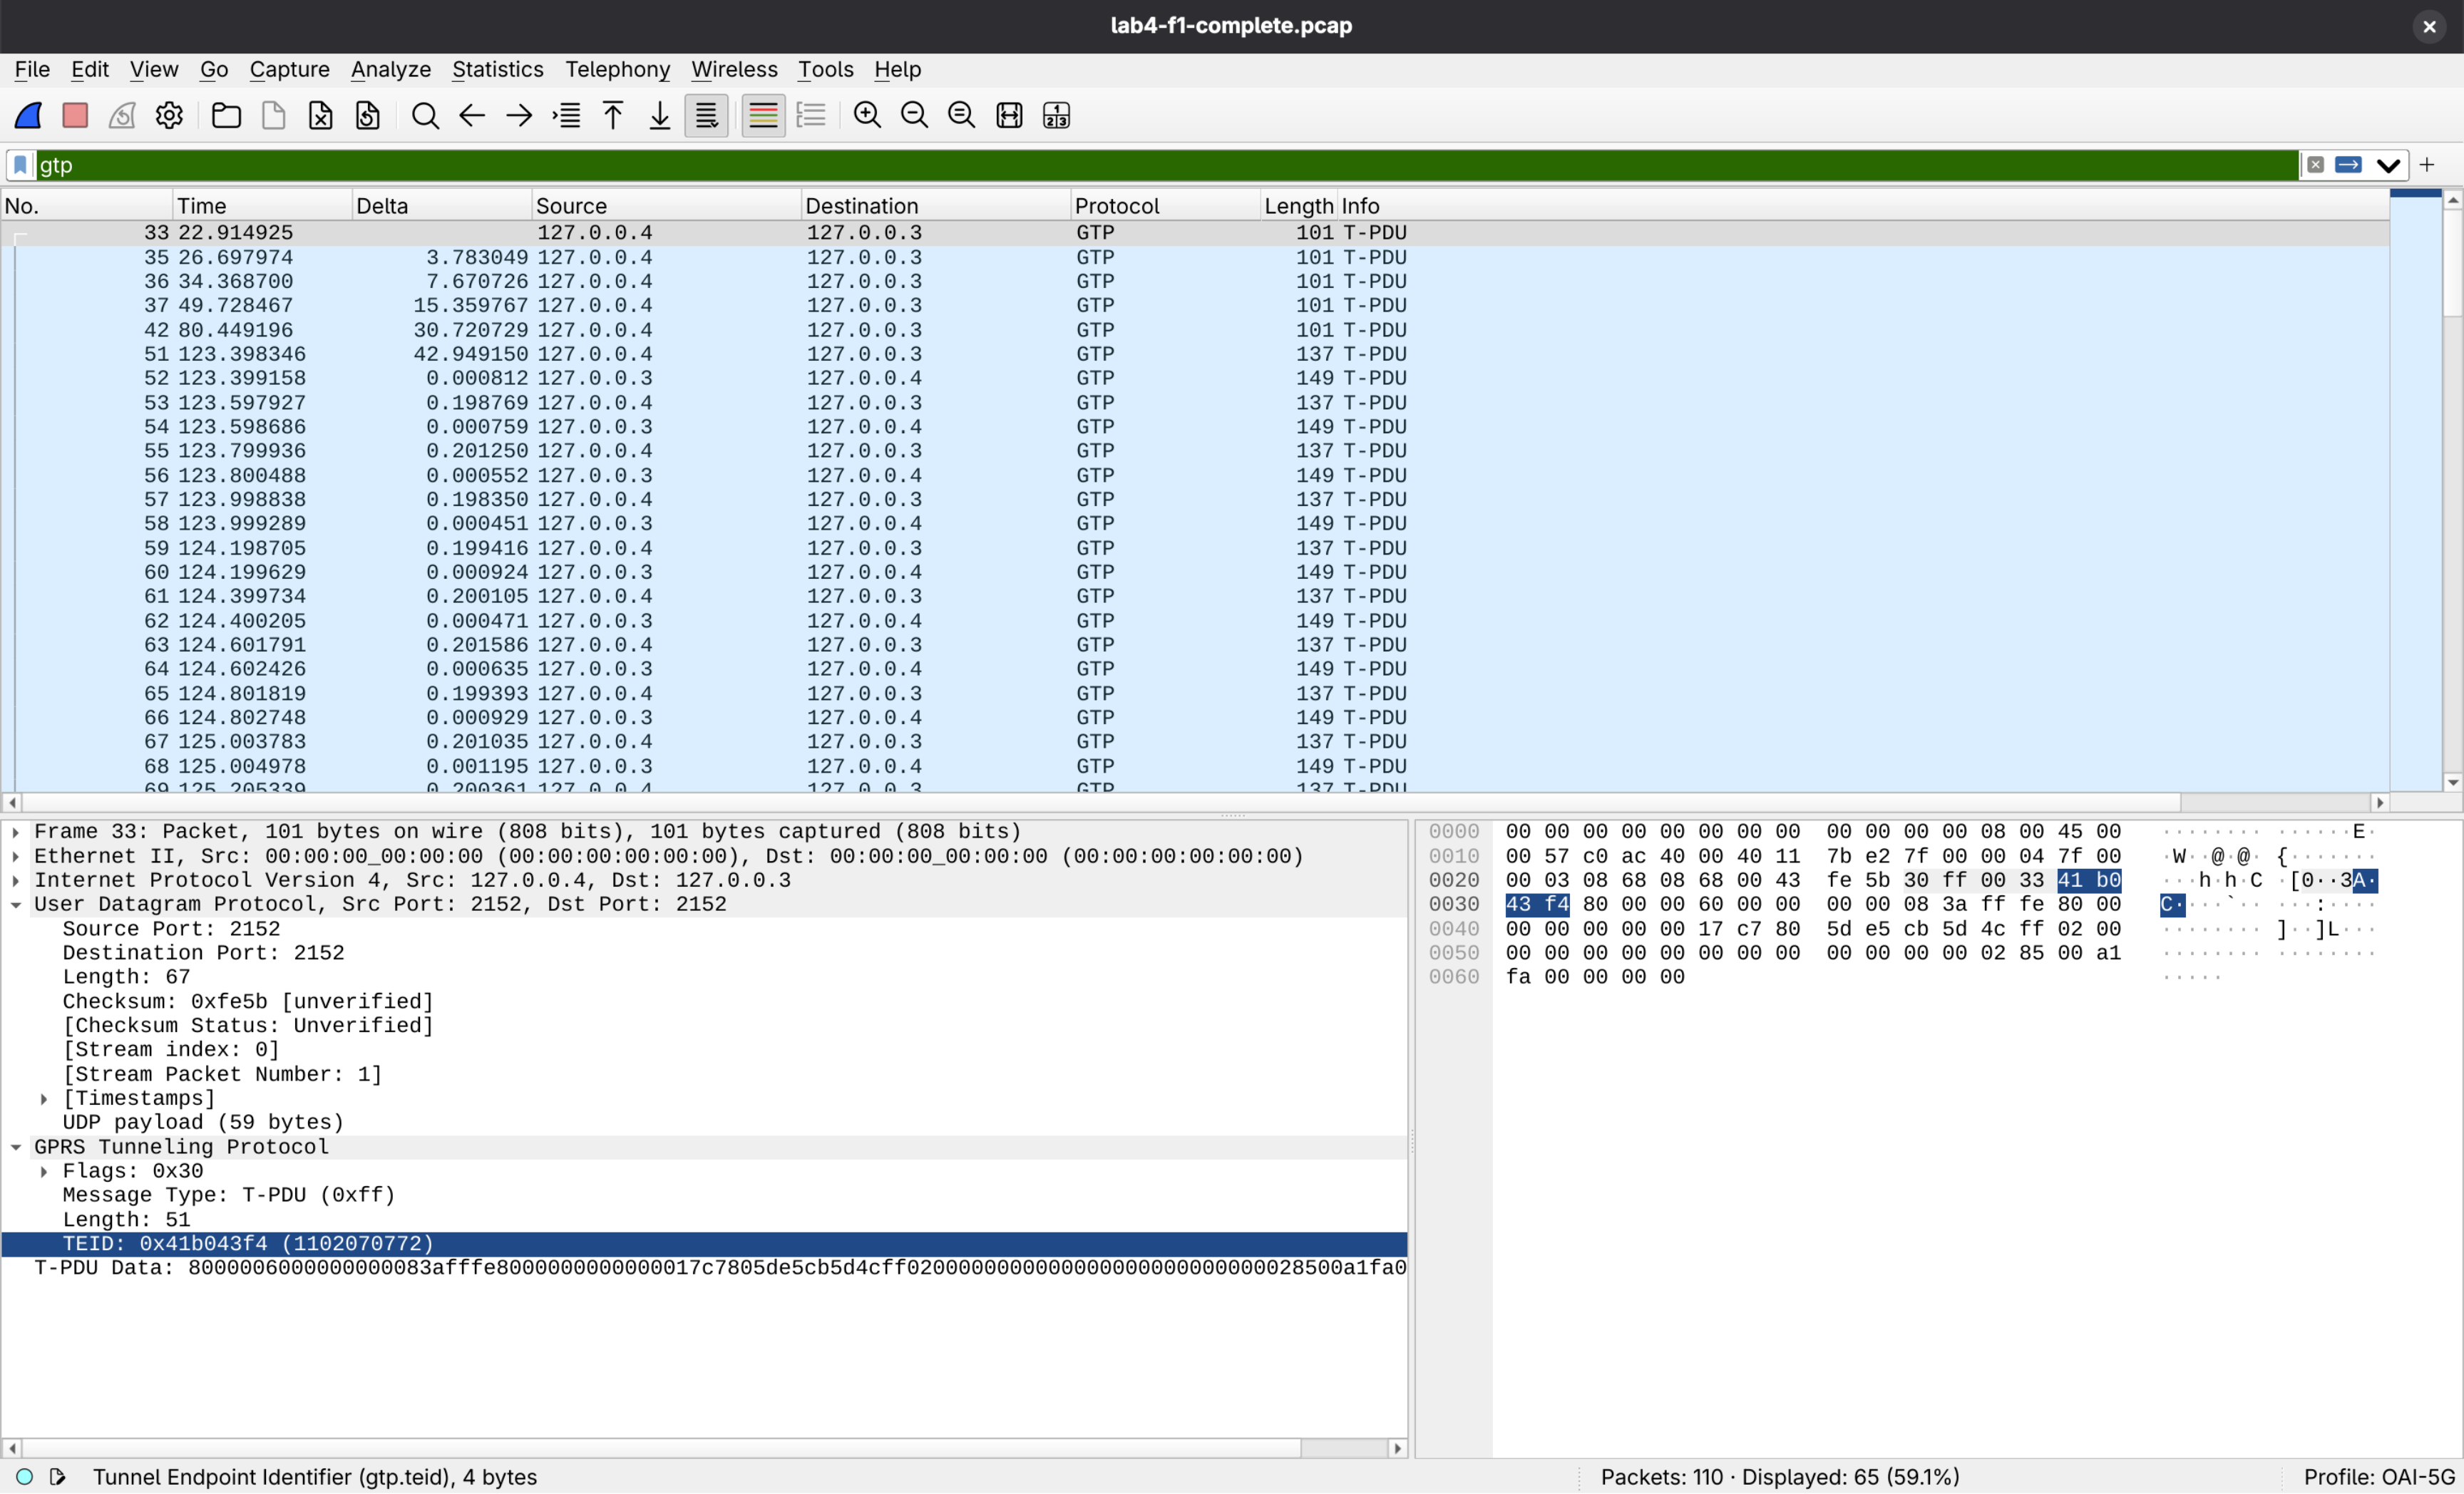 lab4-f1-complete.pcap
File Edit View Go Capture Analyze Statistics Telephony Wireless Tools Help
gtp
No. Time Delta Source Destination Protocol Length Info
33 22.914925 127.0.0.4 127.0.0.3 GTP 101 T-PDU
35 26.697974 3.783049 127.0.0.4 127.0.0.3 GTP 101 T-PDU
36 34.368700 7.670726 127.0.0.4 127.0.0.3 GTP 101 T-PDU
37 49.728467 15.359767 127.0.0.4 127.0.0.3 GTP 101 T-PDU
42 80.449196 30.720729 127.0.0.4 127.0.0.3 GTP 101 T-PDU
51 123.398346 42.949150 127.0.0.4 127.0.0.3 GTP 137 T-PDU
52 123.399158 0.000812 127.0.0.3 127.0.0.4 GTP 149 T-PDU
53 123.597927 0.198769 127.0.0.4 127.0.0.3 GTP 137 T-PDU
54 123.598686 0.000759 127.0.0.3 127.0.0.4 GTP 149 T-PDU
55 123.799936 0.201250 127.0.0.4 127.0.0.3 GTP 137 T-PDU
56 123.800488 0.000552 127.0.0.3 127.0.0.4 GTP 149 T-PDU
57 123.998838 0.198350 127.0.0.4 127.0.0.3 GTP 137 T-PDU
58 123.999289 0.000451 127.0.0.3 127.0.0.4 GTP 149 T-PDU
59 124.198705 0.199416 127.0.0.4 127.0.0.3 GTP 137 T-PDU
60 124.199629 0.000924 127.0.0.3 127.0.0.4 GTP 149 T-PDU
61 124.399734 0.200105 127.0.0.4 127.0.0.3 GTP 137 T-PDU
62 124.400205 0.000471 127.0.0.3 127.0.0.4 GTP 149 T-PDU
63 124.601791 0.201586 127.0.0.4 127.0.0.3 GTP 137 T-PDU
64 124.602426 0.000635 127.0.0.3 127.0.0.4 GTP 149 T-PDU
65 124.801819 0.199393 127.0.0.4 127.0.0.3 GTP 137 T-PDU
66 124.802748 0.000929 127.0.0.3 127.0.0.4 GTP 149 T-PDU
67 125.003783 0.201035 127.0.0.4 127.0.0.3 GTP 137 T-PDU
68 125.004978 0.001195 127.0.0.3 127.0.0.4 GTP 149 T-PDU
69 125.205339 0.200361 127.0.0.4 127.0.0.3 GTP 137 T-PDU
Frame 33: Packet, 101 bytes on wire (808 bits), 101 bytes captured (808 bits)
Ethernet II, Src: 00:00:00_00:00:00 (00:00:00:00:00:00), Dst: 00:00:00_00:00:00 (00:00:00:00:00:00)
Internet Protocol Version 4, Src: 127.0.0.4, Dst: 127.0.0.3
User Datagram Protocol, Src Port: 2152, Dst Port: 2152
Source Port: 2152
Destination Port: 2152
Length: 67
Checksum: 0xfe5b [unverified]
[Checksum Status: Unverified]
[Stream index: 0]
[Stream Packet Number: 1]
[Timestamps]
UDP payload (59 bytes)
GPRS Tunneling Protocol
Flags: 0x30
Message Type: T-PDU (0xff)
Length: 51
TEID: 0x41b043f4 (1102070772)
T-PDU Data: 8000006000000000083afffe8000000000000017c7805de5cb5d4cff02000000000000000000000000000028500a1fa0
0000 00 00 00 00 00 00 00 00 00 00 00 00 08 00 45 00 ········ ······E·
0010 00 57 c0 ac 40 00 40 11 7b e2 7f 00 00 04 7f 00 ·W··@·@· {·······
0020 00 03 08 68 08 68 00 43 fe 5b 30 ff 00 33 41 b0 ···h·h·C ·[0··3A·
0030 43 f4 80 00 00 60 00 00 00 00 08 3a ff fe 80 00 C····`·· ···:····
0040 00 00 00 00 00 17 c7 80 5d e5 cb 5d 4c ff 02 00 ········ ]··]L···
0050 00 00 00 00 00 00 00 00 00 00 00 00 02 85 00 a1 ········ ········
0060 fa 00 00 00 00 ·····
Tunnel Endpoint Identifier (gtp.teid), 4 bytes Packets: 110 · Displayed: 65 (59.1%) Profile: OAI-5G